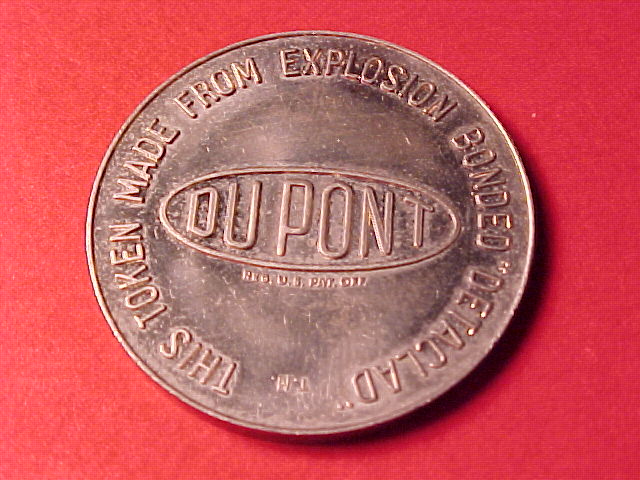 THIS TOKEN MADE FROM EXPLOSION BONDED "DETACLAD"
T.M.
DU PONT
REG. U.S. PAT. OFF.